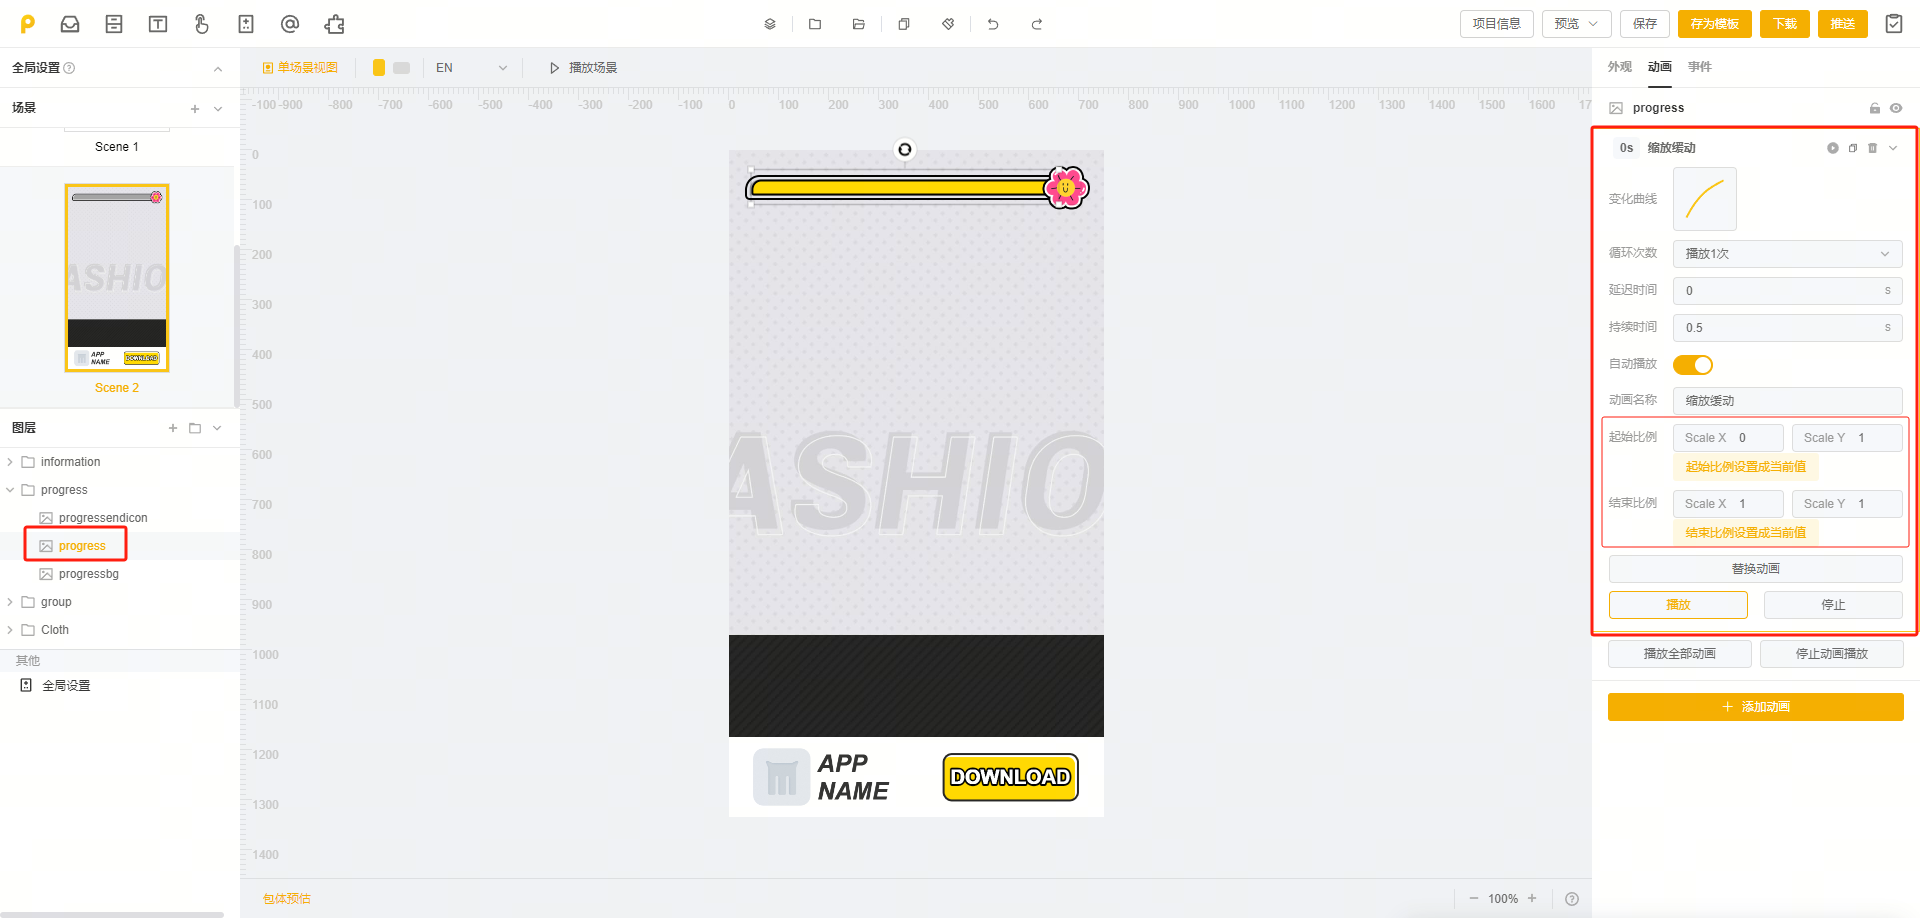 项目信息
预览
保存
存为模板
下载
推送
全局设置
场景
Scene 1
ASHIO
APP
NAME
DOWNLOAD
Scene 2
图层
information
progress
progressendicon
progress
progressbg
group
Cloth
其他
全局设置
单场景视图
EN
播放场景
-100 -900 -800 -700 -600 -500 -400 -300 -200 -100 0 100 200 300 400 500 600 700 800 900 1000 1100 1200 1300 1400 1500 1600 17
0
100
200
300
400
500
600
700
800
900
1000
1100
1200
1300
1400
ASHIO
APP
NAME
DOWNLOAD
包体预估
100%
外观 动画 事件
progress
0s 缩放缓动
变化曲线
循环次数 播放1次
延迟时间 0 s
持续时间 0.5 s
自动播放
动画名称 缩放缓动
起始比例 Scale X 0 Scale Y 1
起始比例设置成当前值
结束比例 Scale X 1 Scale Y 1
结束比例设置成当前值
替换动画
播放 停止
播放全部动画 停止动画播放
添加动画